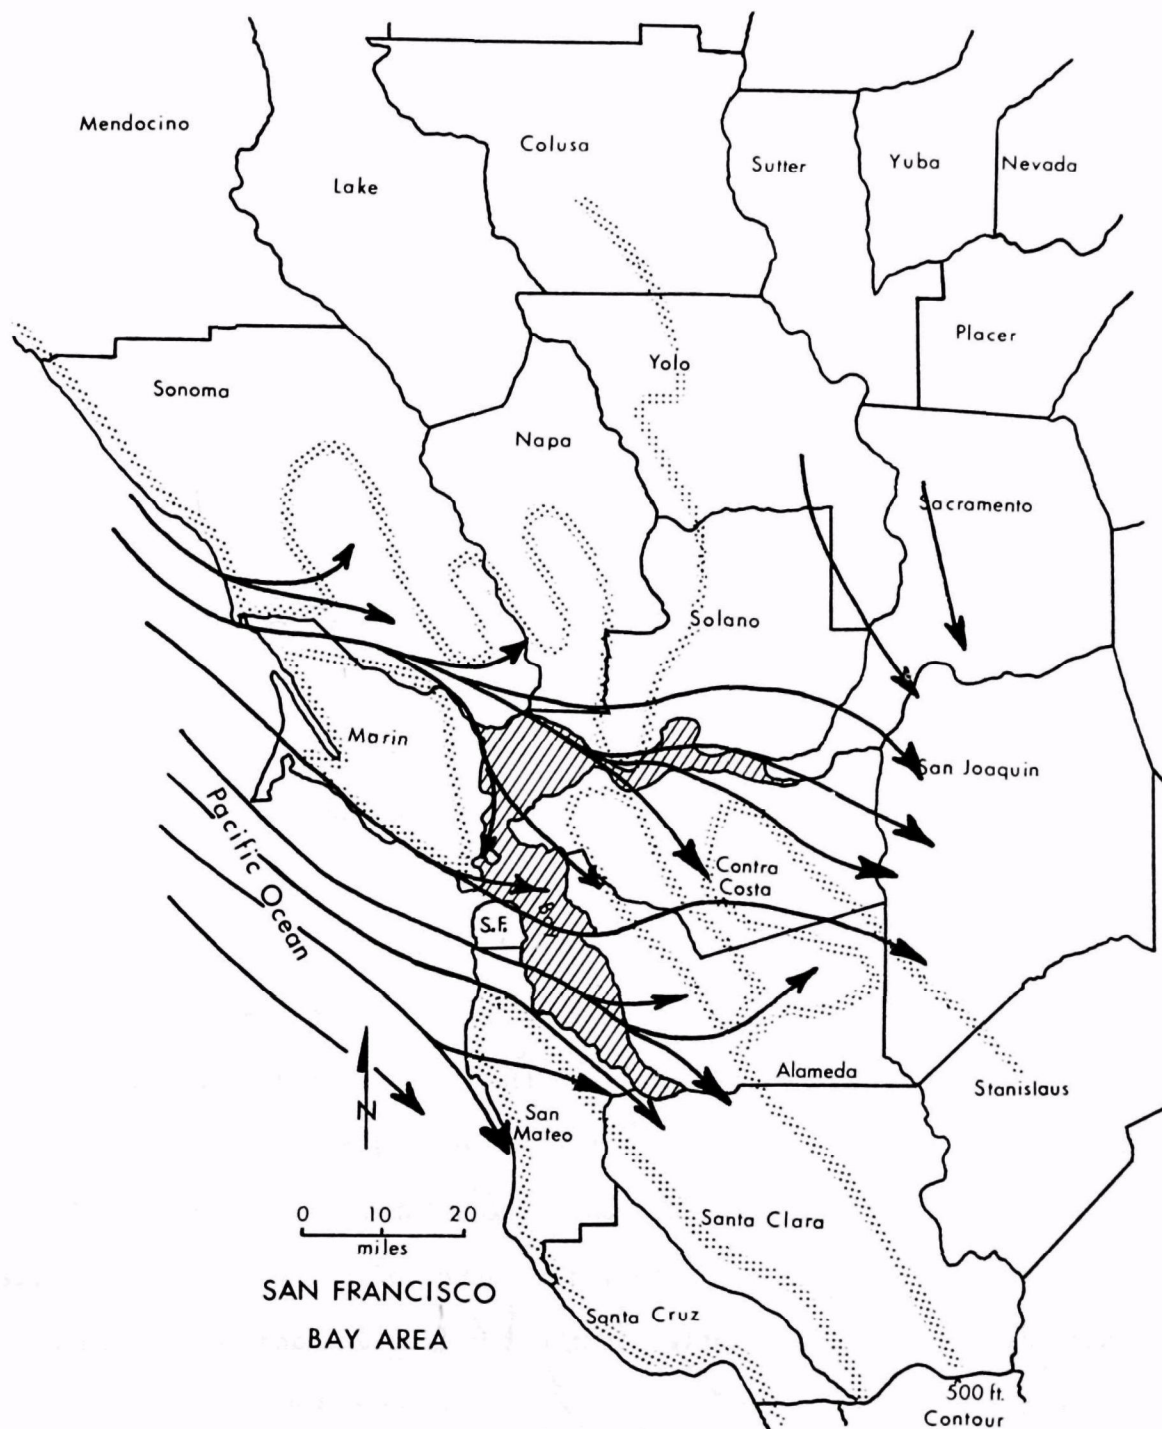 Mendocino
Colusa
Sutter
Yuba
Nevada
Lake
Placer
Yolo
Sonoma
Napa
Sacramento
Solano
Marin
San Joaquin
Pacific Ocean
Contra
Costa
S.F.
Alameda
Stanislaus
N
San
Mateo
0 10 20
miles
Santa Clara
SAN FRANCISCO
BAY AREA
Santa Cruz
500 ft.
Contour